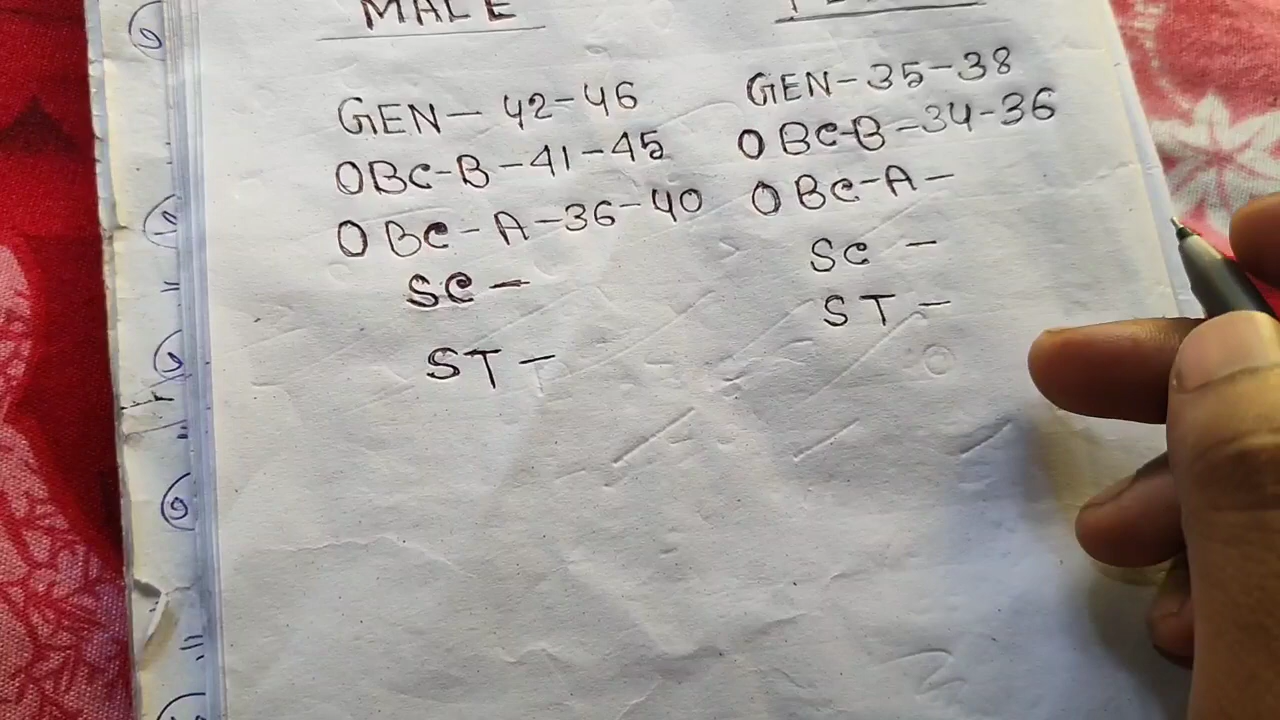 MALE
GEN - 42-46
OBC-B - 41-45
OBC-A - 36-40
SC -
ST -
GEN - 35-38
OBC-B - 34-36
OBC-A -
SC -
ST -